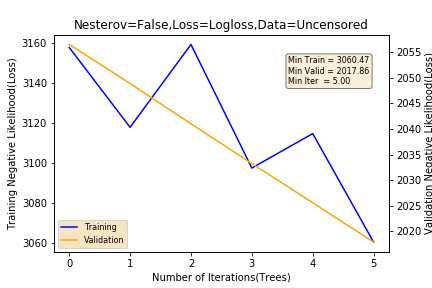 Nesterov=False,Loss=Logloss,Data=Uncensored
Training Negative Likelihood(Loss)
3160
3140
3120
3100
3080
3060
Min Train = 3060.47
Min Valid = 2017.86
Min Iter  = 5.00
Training
Validation
2055
2050
2045
2040
2035
2030
2025
2020
Validation Negative Likelihood(Loss)
0
1
2
3
4
5
Number of Iterations(Trees)